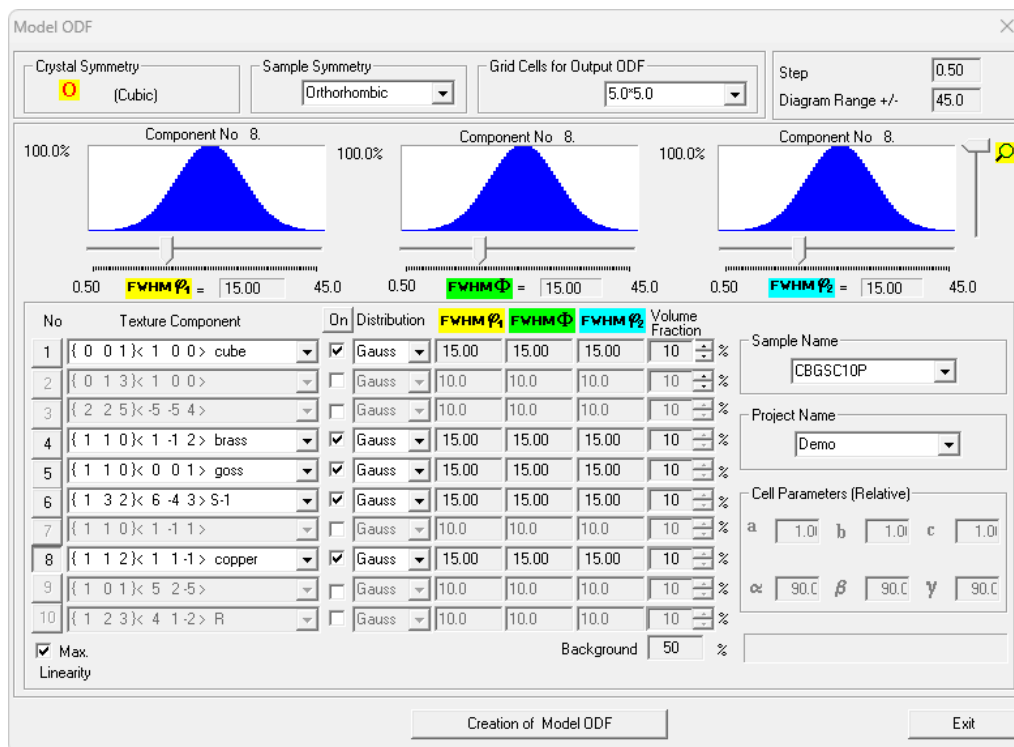 Model ODF
Crystal Symmetry
O (Cubic)
Sample Symmetry
Orthorhombic
Grid Cells for Output ODF
5.0*5.0
Step 0.50
Diagram Range +/- 45.0
Component No 8.
100.0%
Component No 8.
100.0%
Component No 8.
100.0%
0.50 FWHM φ1 = 15.00 45.0
0.50 FWHM Φ = 15.00 45.0
0.50 FWHM φ2 = 15.00 45.0
No Texture Component On Distribution FWHM φ1 FWHM Φ FWHM φ2 Volume Fraction
1 { 0 0 1}< 1 0 0> cube Gauss 15.00 15.00 15.00 10 %
2 { 0 1 3}< 1 0 0> Gauss 10.0 10.0 10.0 10 %
3 { 2 2 5}< -5 -5 4> Gauss 10.0 10.0 10.0 10 %
4 { 1 1 0}< 1 -1 2> brass Gauss 15.00 15.00 15.00 10 %
5 { 1 1 0}< 0 0 1> goss Gauss 15.00 15.00 15.00 10 %
6 { 1 3 2}< 6 -4 3> S-1 Gauss 15.00 15.00 15.00 10 %
7 { 1 1 0}< 1 -1 1> Gauss 10.0 10.0 10.0 10 %
8 { 1 1 2}< 1 1 -1> copper Gauss 15.00 15.00 15.00 10 %
9 { 1 0 1}< 5 2 -5> Gauss 10.0 10.0 10.0 10 %
10 { 1 2 3}< 4 1 -2> R Gauss 10.0 10.0 10.0 10 %
Max.
Linearity
Background 50 %
Sample Name
CBGSC10P
Project Name
Demo
Cell Parameters (Relative)
a 1.0 b 1.0 c 1.0
α 90.0 β 90.0 γ 90.0
Creation of Model ODF
Exit